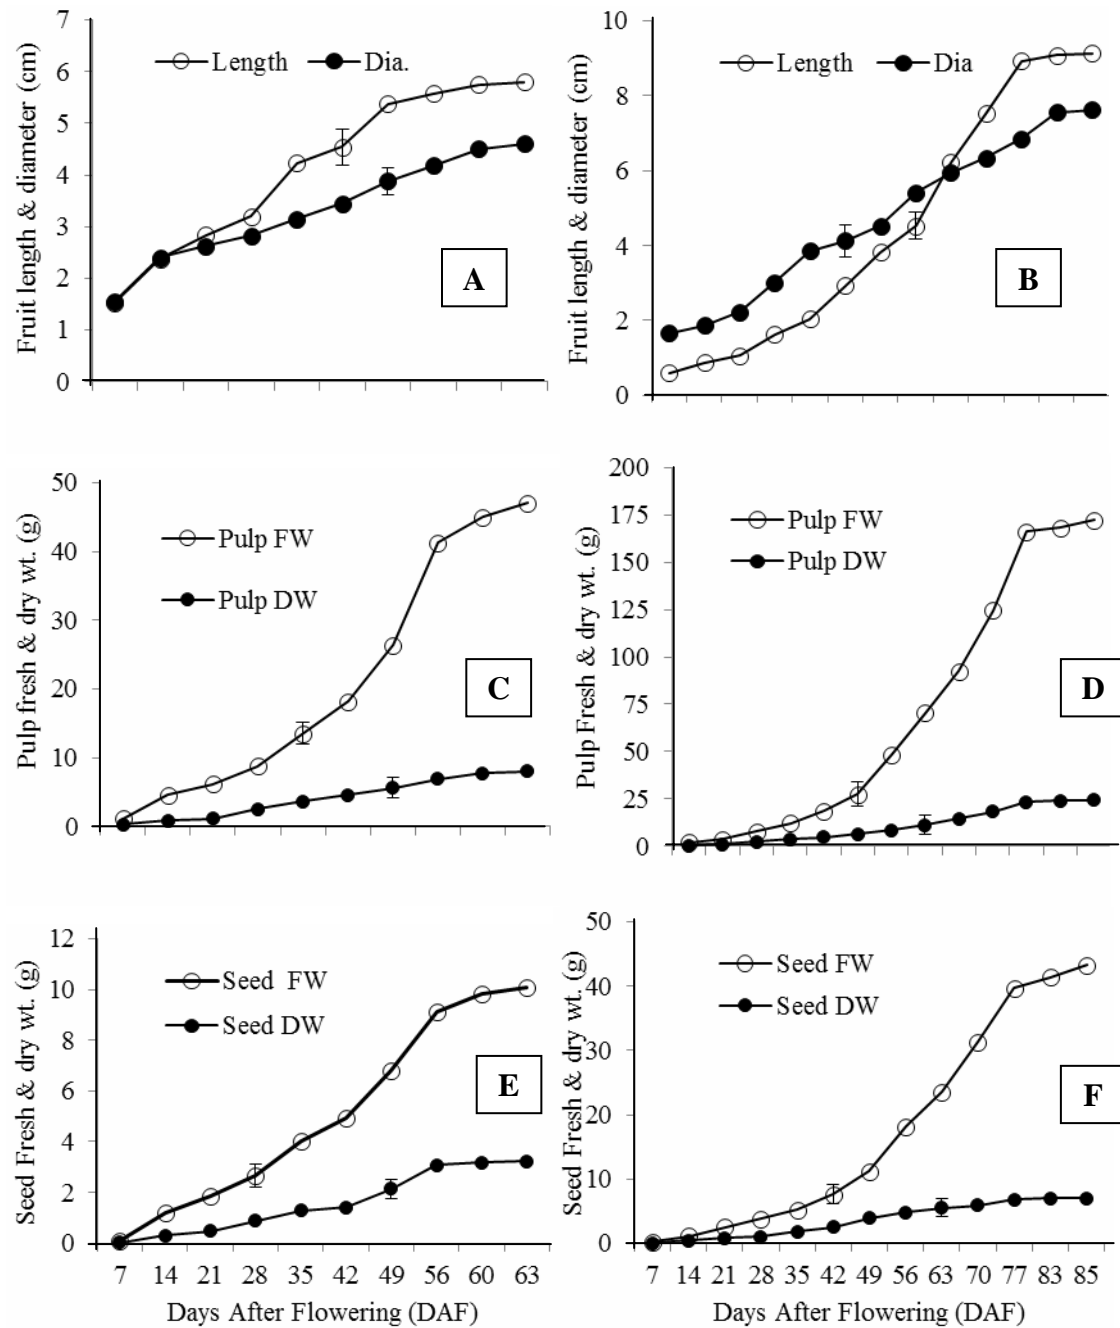 7
6
5
4
3
2
1
0
Fruit length & diameter (cm)
Length Dia.
A
10
8
6
4
2
0
Fruit length & diameter (cm)
Length Dia
B
50
40
30
20
10
0
Pulp fresh & dry wt. (g)
Pulp FW
Pulp DW
C
200
175
150
125
100
75
50
25
0
Pulp Fresh & dry wt. (g)
Pulp FW
Pulp DW
D
12
10
8
6
4
2
0
Seed Fresh & dry wt. (g)
Seed FW
Seed DW
E
7 14 21 28 35 42 49 56 60 63
Days After Flowering (DAF)
50
40
30
20
10
0
Seed Fresh & dry wt. (g)
Seed FW
Seed DW
F
7 14 21 28 35 42 49 56 63 70 77 83 85
Days After Flowering (DAF)